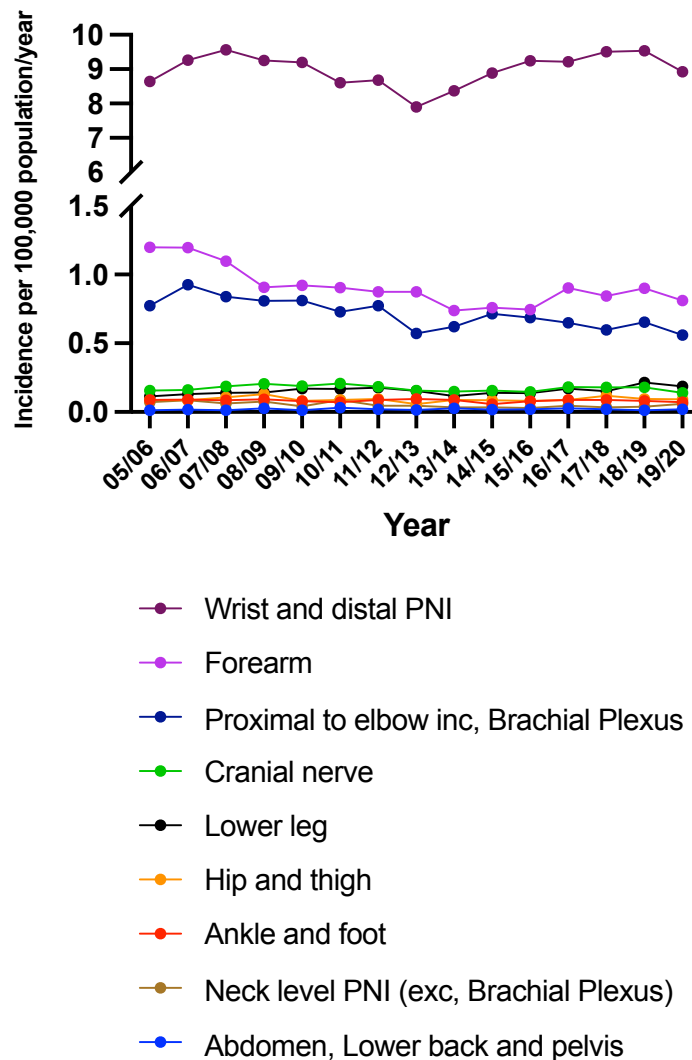 Incidence per 100,000 population/year
10
9
8
7
6
1.5
1.0
0.5
0.0
05/06
06/07
07/08
08/09
09/10
10/11
11/12
12/13
13/14
14/15
15/16
16/17
17/18
18/19
19/20
Year
Wrist and distal PNI
Forearm
Proximal to elbow inc, Brachial Plexus
Cranial nerve
Lower leg
Hip and thigh
Ankle and foot
Neck level PNI (exc, Brachial Plexus)
Abdomen, Lower back and pelvis